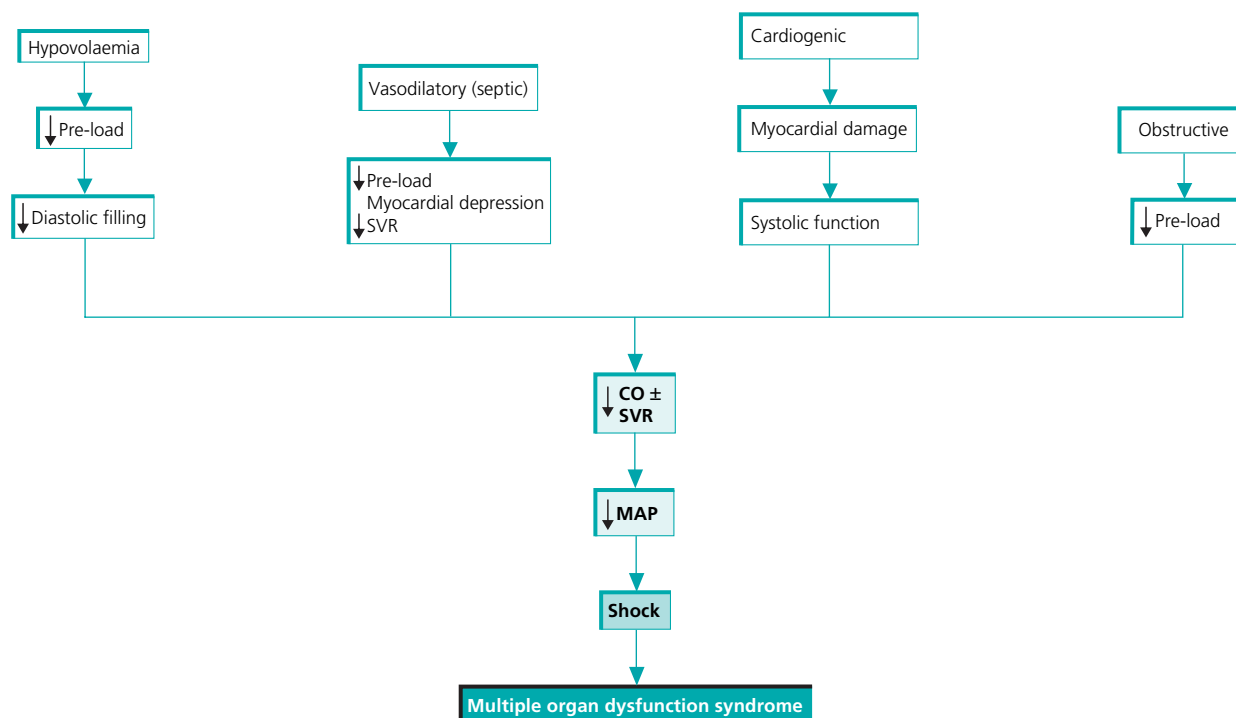 Hypovolaemia
↓ Pre-load
↓ Diastolic filling
Vasodilatory (septic)
↓ Pre-load
Myocardial depression
↓ SVR
Cardiogenic
Myocardial damage
Systolic function
Obstructive
↓ Pre-load
↓ CO ±
SVR
↓ MAP
Shock
Multiple organ dysfunction syndrome